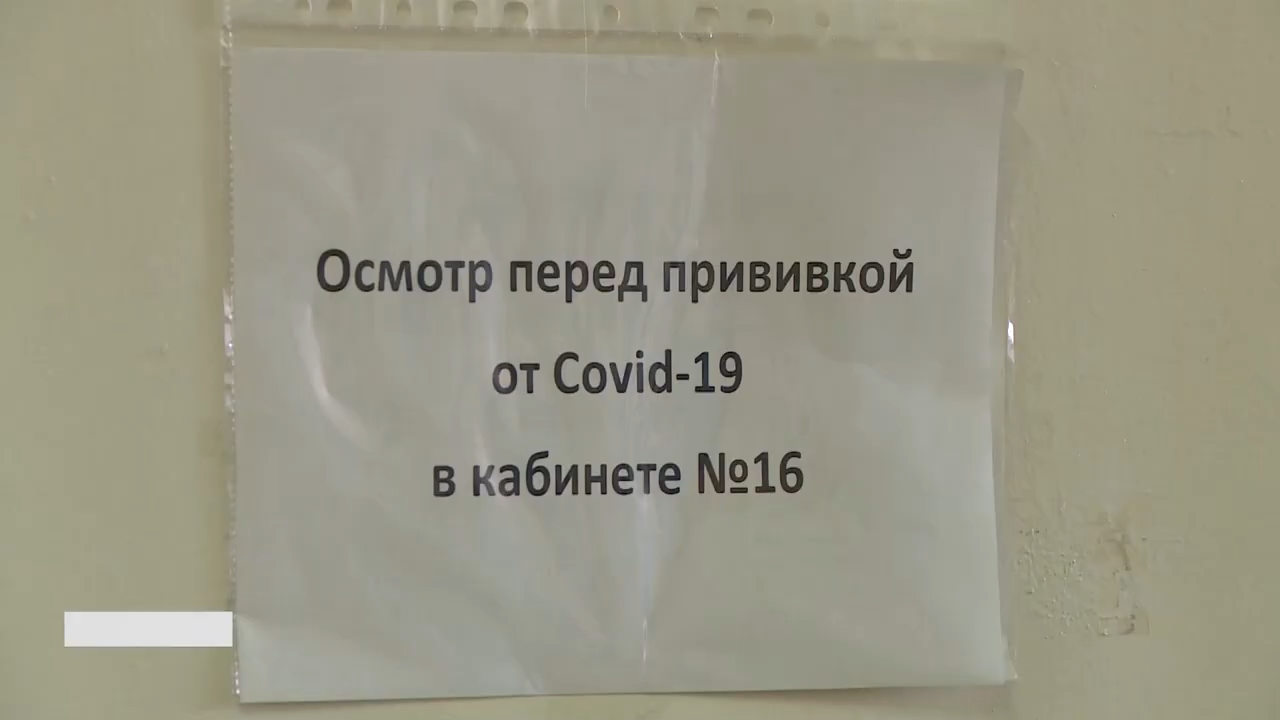 Осмотр перед прививкой
от Covid-19
в кабинете №16